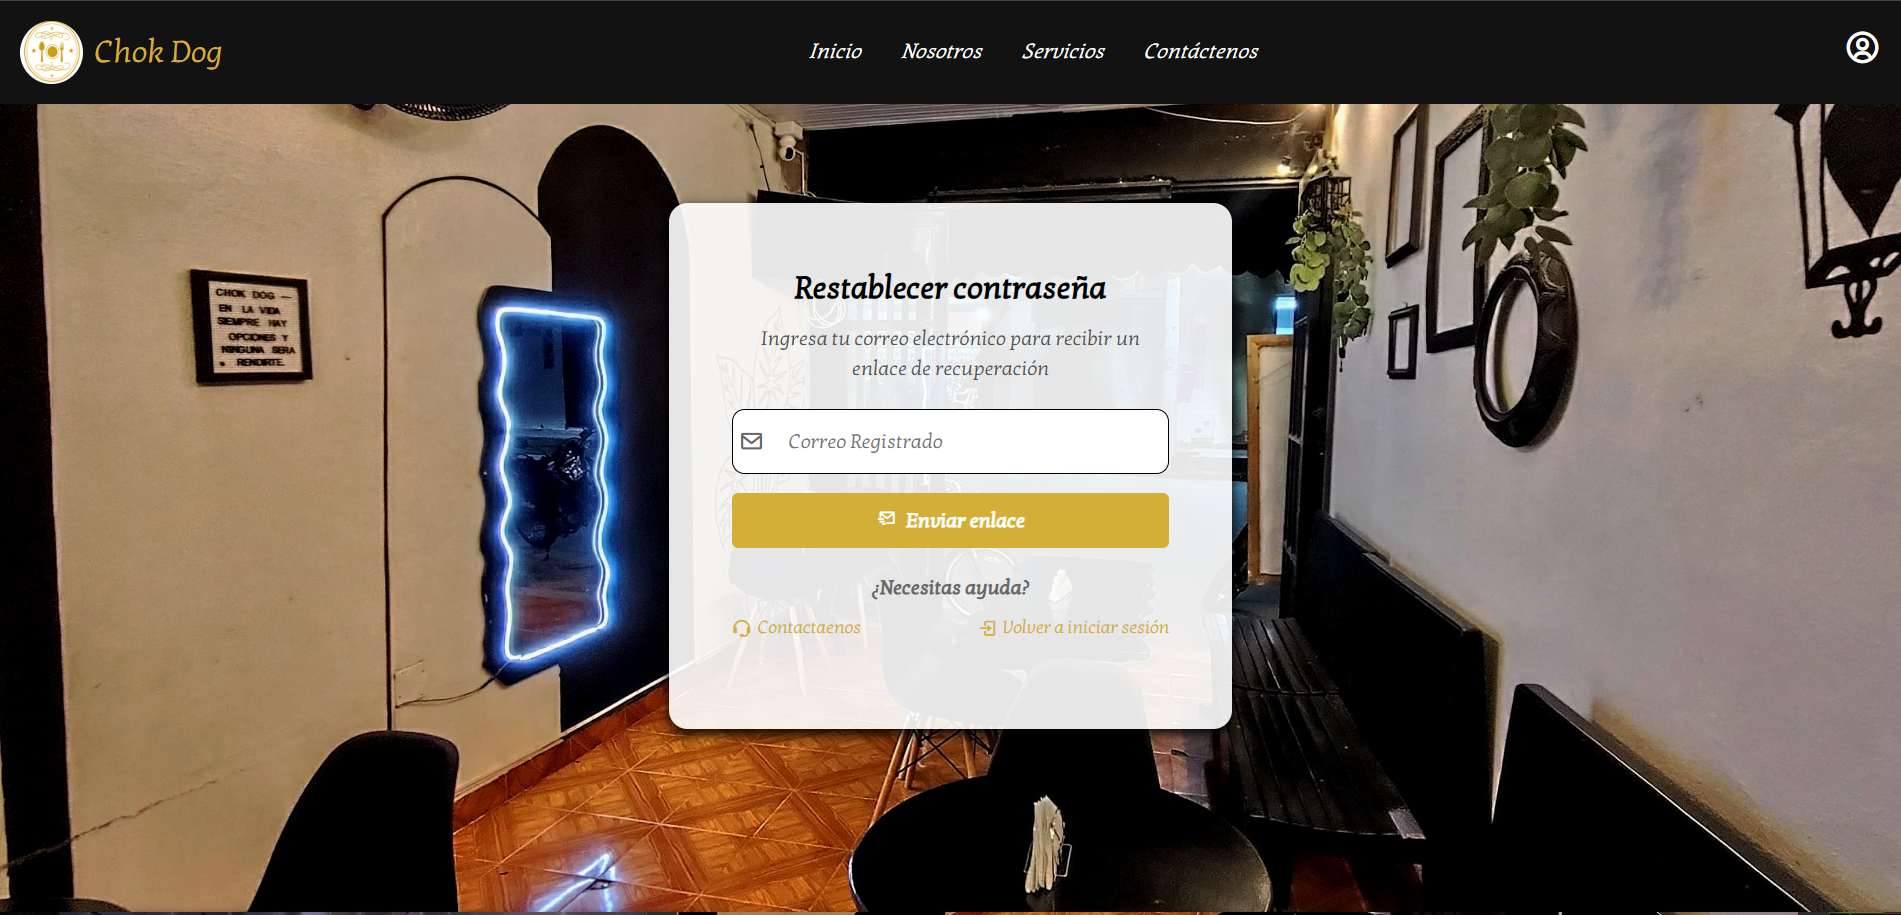 Chok Dog
Inicio Nosotros Servicios Contáctenos
CHOK DOG —
EN LA VIDA
SIEMPRE HAY
OPCIONES Y
NINGUNA SERA
RENDIRTE.
Restablecer contraseña
Ingresa tu correo electrónico para recibir un
enlace de recuperación
Correo Registrado
Enviar enlace
¿Necesitas ayuda?
Contactaenos Volver a iniciar sesión